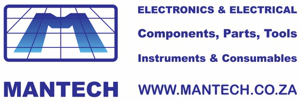 ELECTRONICS & ELECTRICAL
Components, Parts, Tools
Instruments & Consumables
MANTECH
WWW.MANTECH.CO.ZA